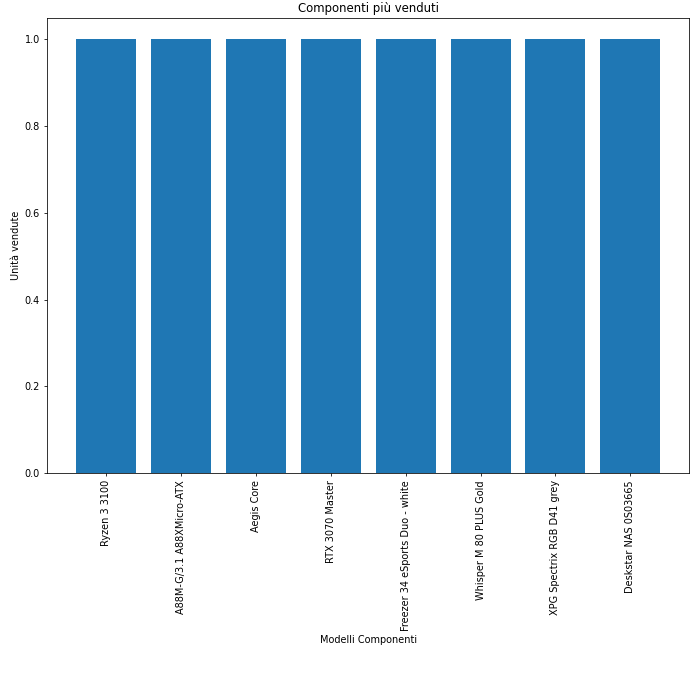 Componenti più venduti
Unità vendute
1.0
0.8
0.6
0.4
0.2
0.0
Ryzen 3 3100
A88M-G/3.1 A88XMicro-ATX
Aegis Core
RTX 3070 Master
Freezer 34 eSports Duo - white
Whisper M 80 PLUS Gold
XPG Spectrix RGB D41 grey
Deskstar NAS 0S03665
Modelli Componenti